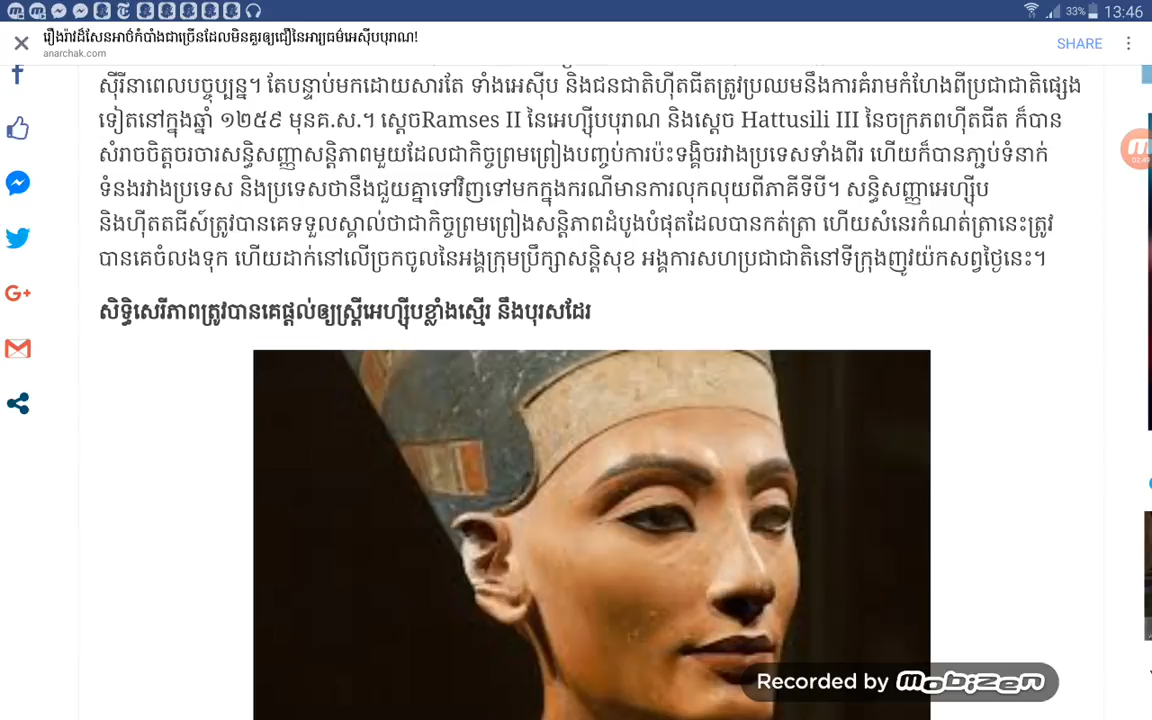 33% 13:46
រឿងរ៉ាវដ៏សែនអាថ៌កំបាំងជាច្រើនដែលមិនគួរឲ្យជឿនៃអារ្យធម៌អេស៊ីបបុរាណ!
anarchak.com
SHARE
ស៊ីរីនាពេលបច្ចុប្បន្ន។ តែបន្ទាប់មកដោយសារតែ ទាំងអេស៊ីប និងជនជាតិហ៊ីតធីតត្រូវប្រឈមនឹងការគំរាមកំហែងពីប្រជាជាតិផ្សេង
ទៀតនៅក្នុងឆ្នាំ ១២៥៩ មុនគ.ស.។ ស្តេចRamses II នៃអេហ្ស៊ីបបុរាណ និងស្តេច Hattusili III នៃចក្រភពហ៊ីតធីត ក៏បាន
សំរាចចិត្តចរចារសន្ធិសញ្ញាសន្តិភាពមួយដែលជាកិច្ចព្រមព្រៀងបញ្ចប់ការប៉ះទង្គិចរវាងប្រទេសទាំងពីរ ហើយក៏បានភា្ជប់ទំនាក់
ទំនងរវាងប្រទេស និងប្រទេសថានឹងជួយគ្នាទៅវិញទៅមកក្នុងករណីមានការលុកលុយពីភាគីទីបី។ សន្ធិសញ្ញាអេហ្ស៊ីប
និងហ៊ីតតធីស៍ត្រូវបានគេទទួលស្គាល់ថាជាកិច្ចព្រមព្រៀងសន្តិភាពដំបូងបំផុតដែលបានកត់ត្រា ហើយសំនេរកំណត់ត្រានេះត្រូវ
បានគេចំលងទុក ហើយដាក់នៅលើច្រកចូលនៃអង្គក្រុមប្រឹក្សាសន្តិសុខ អង្គការសហប្រជាជាតិនៅទីក្រុងញូវយ៉កសព្វថ្ងៃនេះ។
សិទ្ធិសេរីភាពត្រូវបានគេផ្តល់ឲ្យស្ត្រីអេហ្ស៊ីបខ្លាំងស្មើរ នឹងបុរសដែរ
2:49
Recorded by mobizen